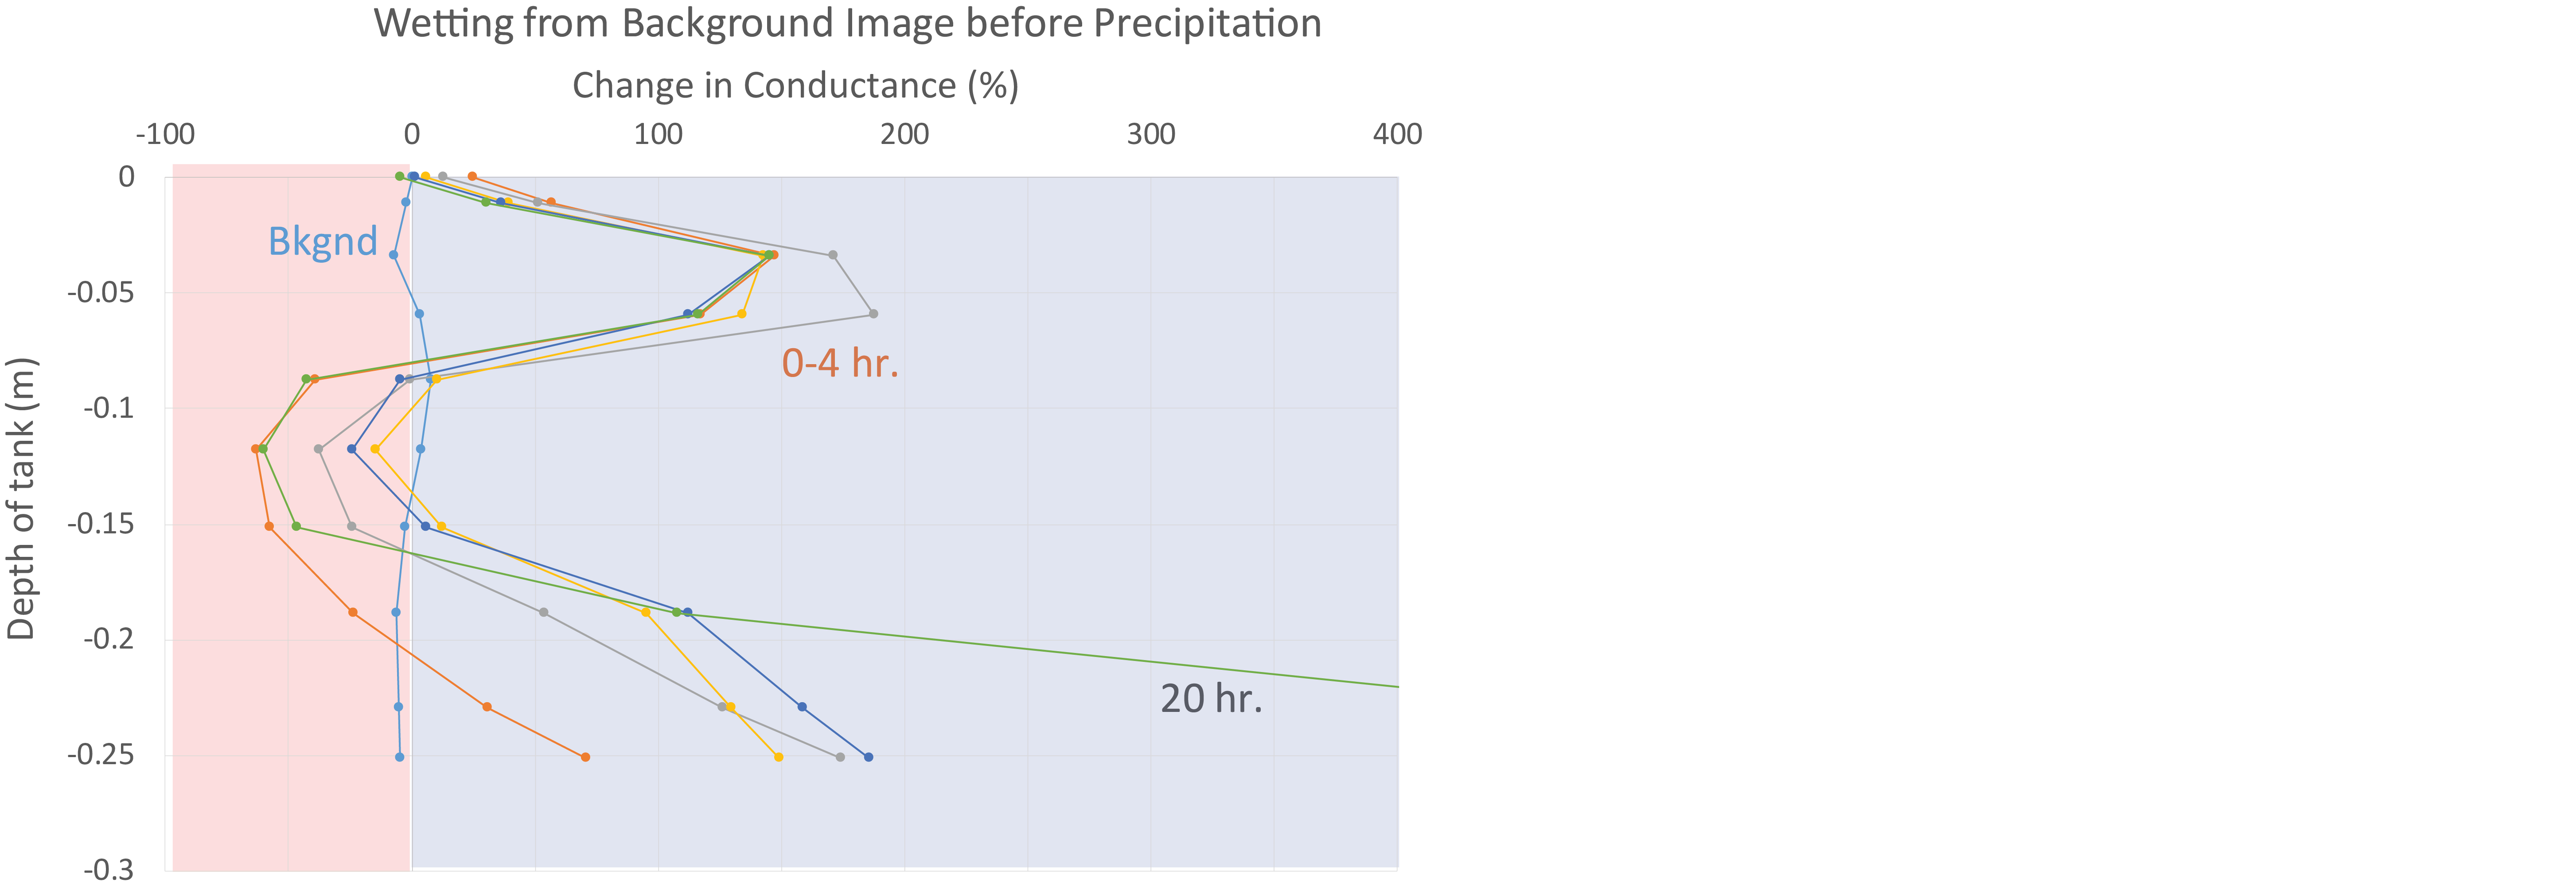 Wetting from Background Image before Precipitation
Change in Conductance (%)
-100 0 100 200 300 400
0
Bkgnd
-0.05
0-4 hr.
-0.1
Depth of tank (m)
-0.15
-0.2
20 hr.
-0.25
-0.3